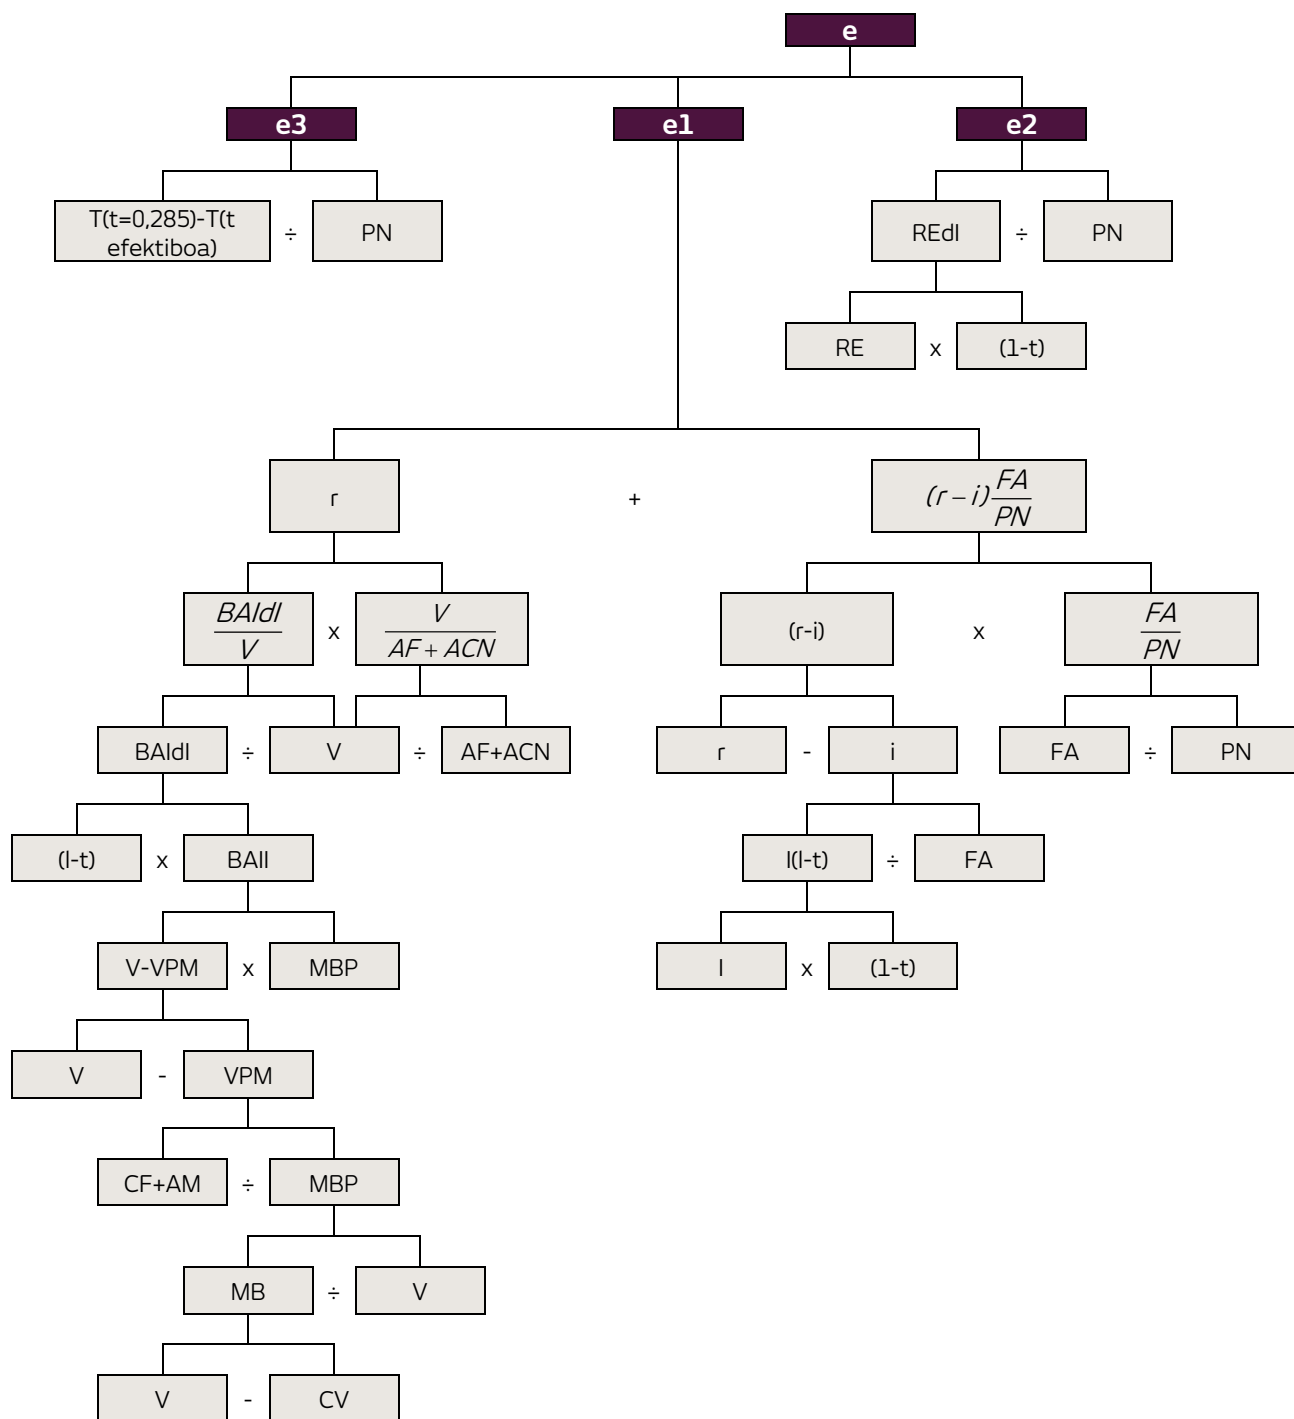 e
e3
e1
e2
T(t=0,285)-T(t
efektiboa)
÷
PN
REdI
÷
PN
RE
x
(1-t)
r
+
(r – i) FA
PN
BAIdI
V
x
V
AF + ACN
(r-i)
x
FA
PN
BAIdI
÷
V
÷
AF+ACN
r
-
i
FA
÷
PN
(l-t)
x
BAII
I(l-t)
÷
FA
V-VPM
x
MBP
I
x
(1-t)
V
-
VPM
CF+AM
÷
MBP
MB
÷
V
V
-
CV